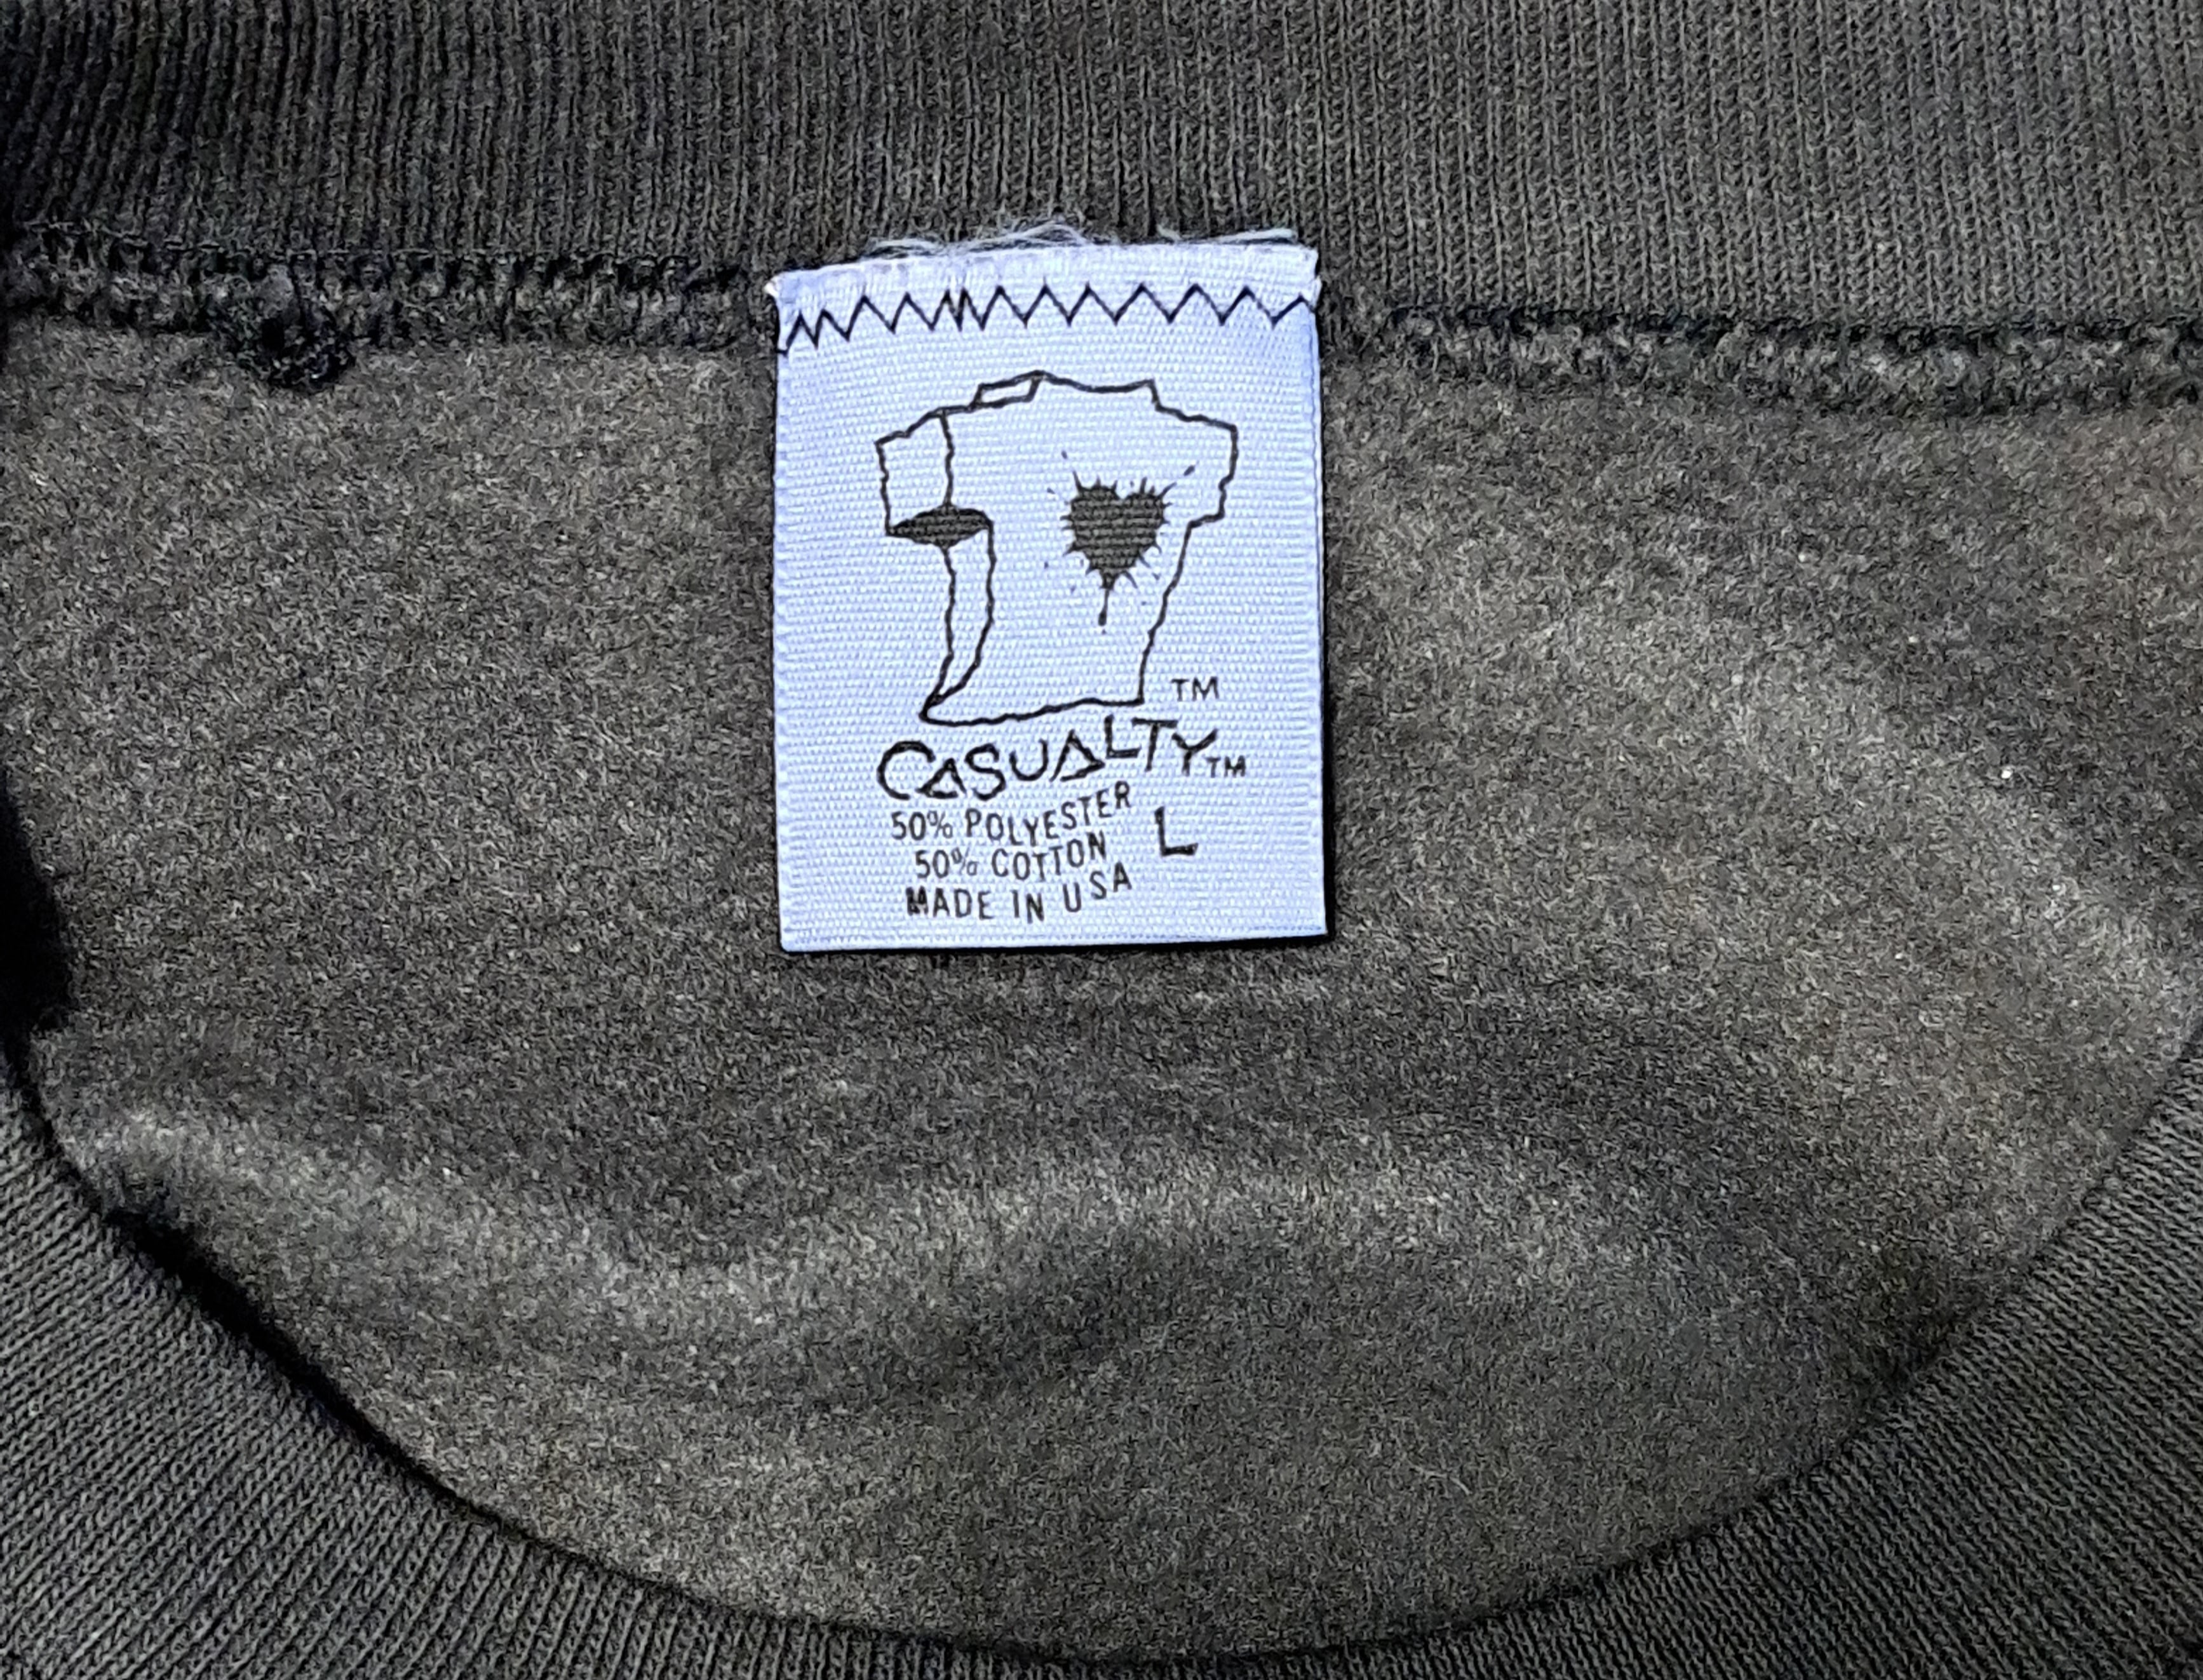 TM
CASUALTY TM
50% POLYESTER
50% COTTON L
MADE IN USA